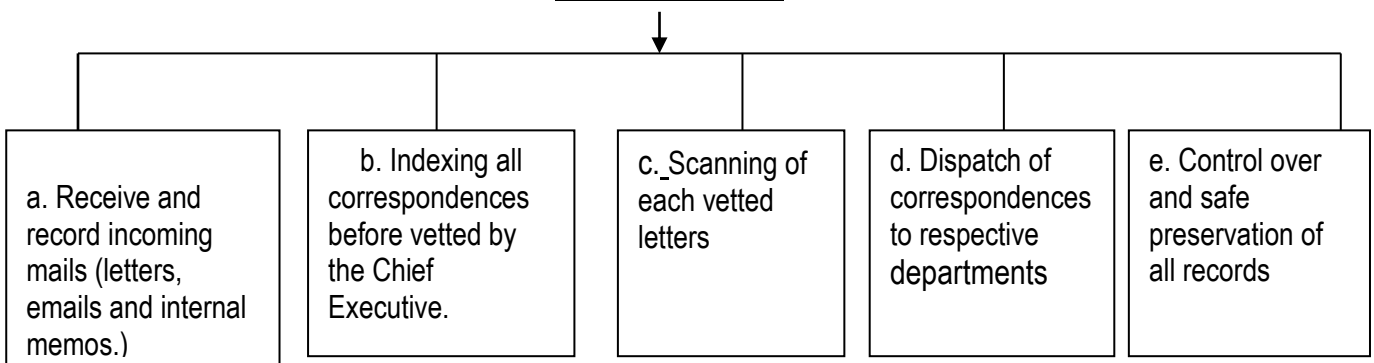 a. Receive and
record incoming
mails (letters,
emails and internal
memos.)
b. Indexing all
correspondences
before vetted by
the Chief
Executive.
c. Scanning of
each vetted
letters
d. Dispatch of
correspondences
to respective
departments
e. Control over
and safe
preservation of
all records